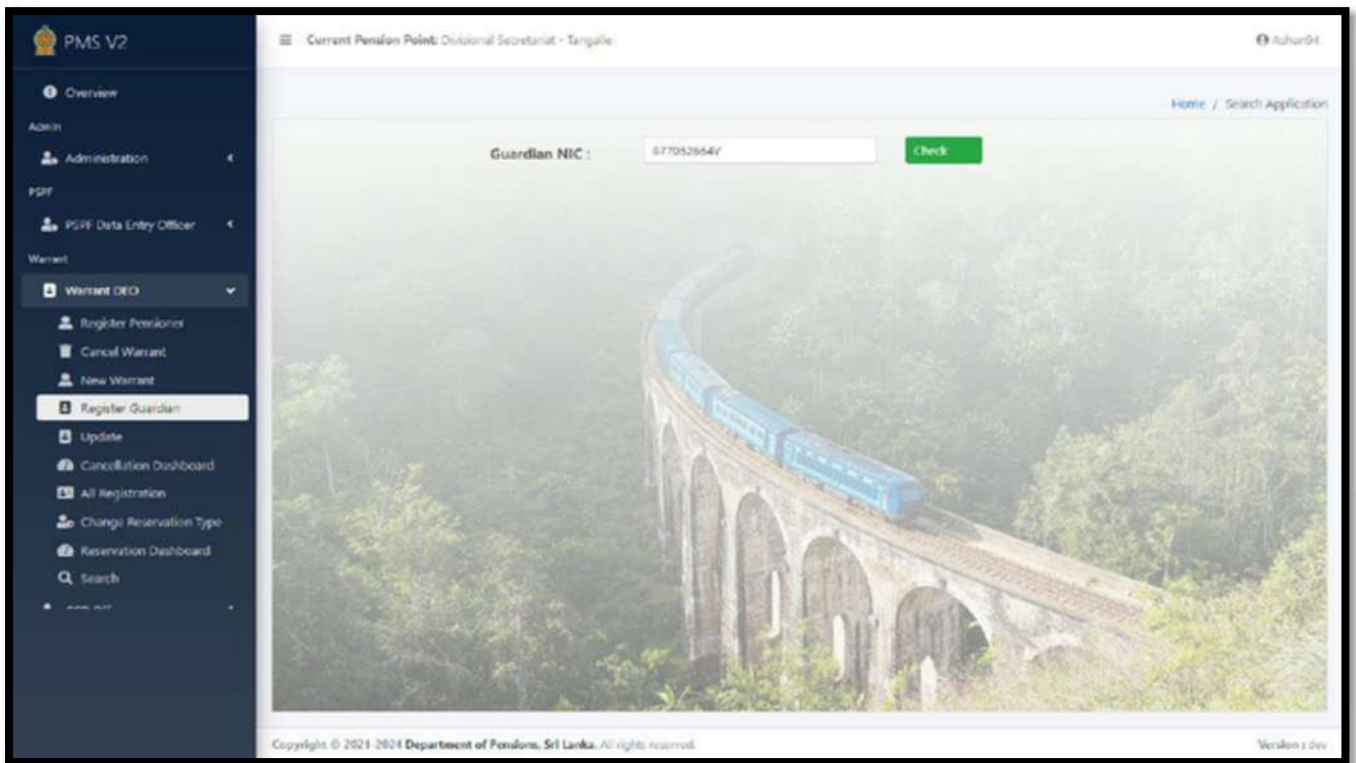 PMS V2
Current Pension Point: Divisional Secretariat - Tangalle
Overview
Home / Search Application
Admin
Guardian NIC :
Check
Administration
PSPF
PSPF Data Entry Officer
Warrant
Warrant DEO
Register Pensioner
Cancel Warrant
New Warrant
Register Guardian
Update
Cancellation Dashboard
All Registration
Change Reservation Type
Reservation Dashboard
Search
Copyright © 2021-2024 Department of Pensions, Sri Lanka. All rights reserved.
Version : dev